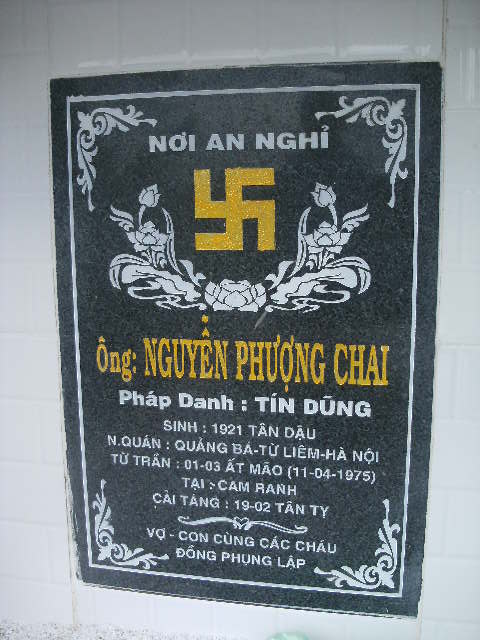 NƠI AN NGHỈ
Ông: NGUYỄN PHƯỢNG CHAI
Pháp Danh : TÍN DŨNG
SINH : 1921 TÂN DẬU
N.QUÁN : QUẢNG BÁ-TỪ LIÊM-HÀ NỘI
TỪ TRẦN : 01-03 ẤT MÃO (11-04-1975)
TẠI : CAM RANH
CẢI TÁNG : 19-02 TÂN TỴ
VỢ - CON CÙNG CÁC CHÁU
ĐỒNG PHỤNG LẬP